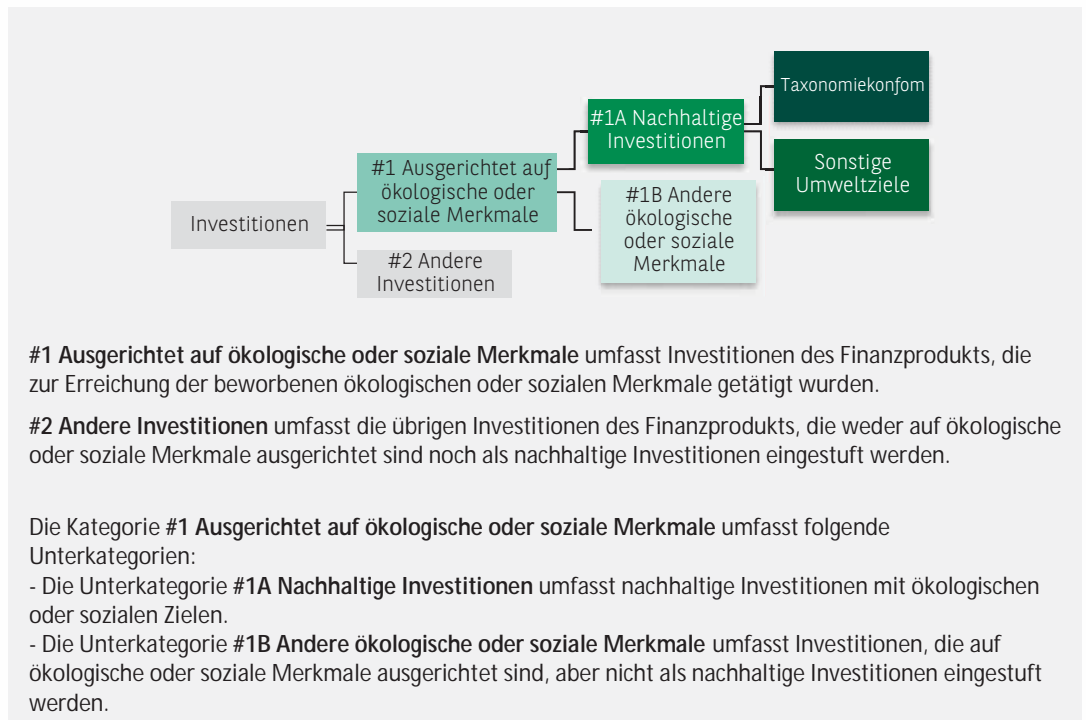 Taxonomiekonfom
#1A Nachhaltige
Investitionen
Sonstige
Umweltziele
#1 Ausgerichtet auf
ökologische oder
soziale Merkmale
#1B Andere
ökologische
oder soziale
Merkmale
Investitionen
#2 Andere
Investitionen
#1 Ausgerichtet auf ökologische oder soziale Merkmale umfasst Investitionen des Finanzprodukts, die
zur Erreichung der beworbenen ökologischen oder sozialen Merkmale getätigt wurden.
#2 Andere Investitionen umfasst die übrigen Investitionen des Finanzprodukts, die weder auf ökologische
oder soziale Merkmale ausgerichtet sind noch als nachhaltige Investitionen eingestuft werden.
Die Kategorie #1 Ausgerichtet auf ökologische oder soziale Merkmale umfasst folgende
Unterkategorien:
- Die Unterkategorie #1A Nachhaltige Investitionen umfasst nachhaltige Investitionen mit ökologischen
oder sozialen Zielen.
- Die Unterkategorie #1B Andere ökologische oder soziale Merkmale umfasst Investitionen, die auf
ökologische oder soziale Merkmale ausgerichtet sind, aber nicht als nachhaltige Investitionen eingestuft
werden.